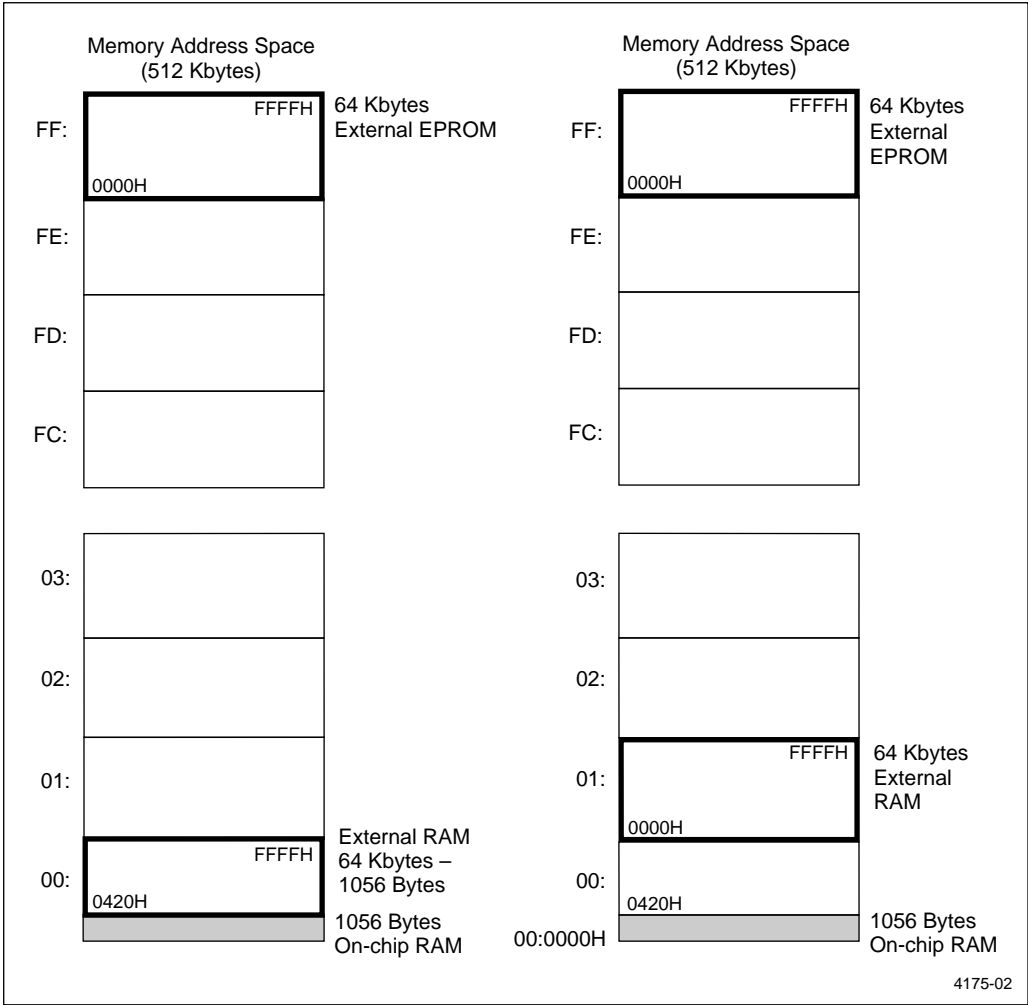 Memory Address Space
(512 Kbytes)
FFFFH
64 Kbytes
External EPROM
FF:
0000H
FE:
FD:
FC:
03:
02:
01:
External RAM
64 Kbytes –
1056 Bytes
FFFFH
00:
0420H
1056 Bytes
On-chip RAM
Memory Address Space
(512 Kbytes)
FFFFH
64 Kbytes
External
EPROM
FF:
0000H
FE:
FD:
FC:
03:
02:
FFFFH
64 Kbytes
External
RAM
01:
0000H
00:
0420H
1056 Bytes
On-chip RAM
00:0000H
4175-02